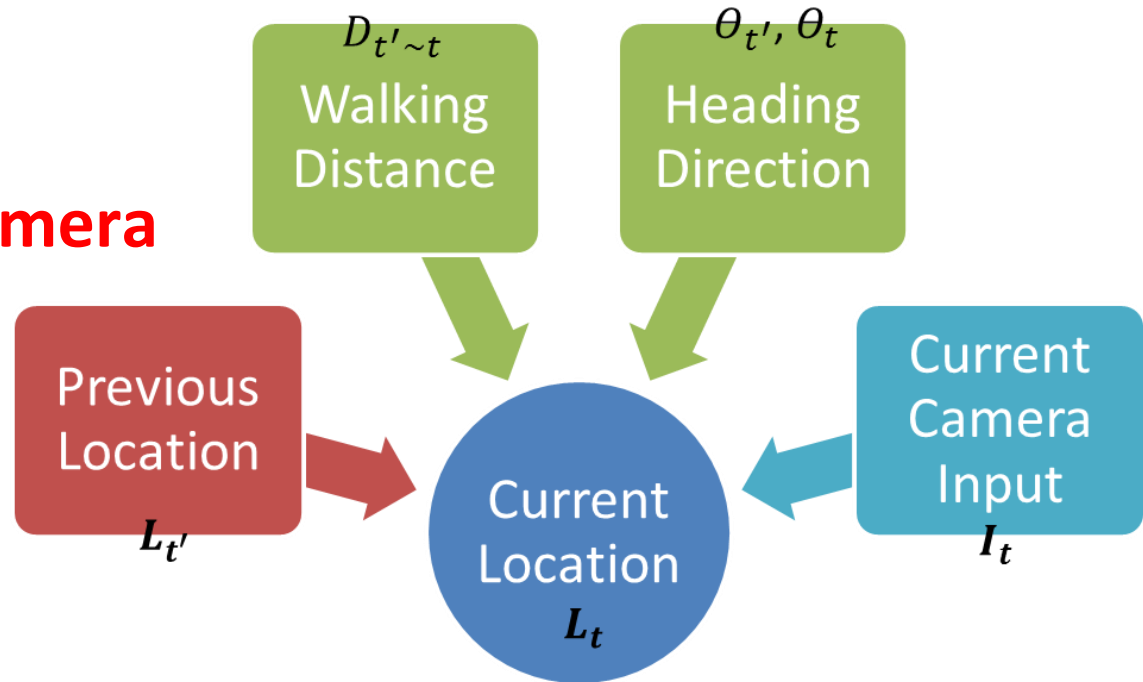 D_{t'~t}
Walking
Distance
θ_{t'}, θ_t
Heading
Direction
mera
Previous
Location
L_{t'}
Current
Location
L_t
Current
Camera
Input
I_t